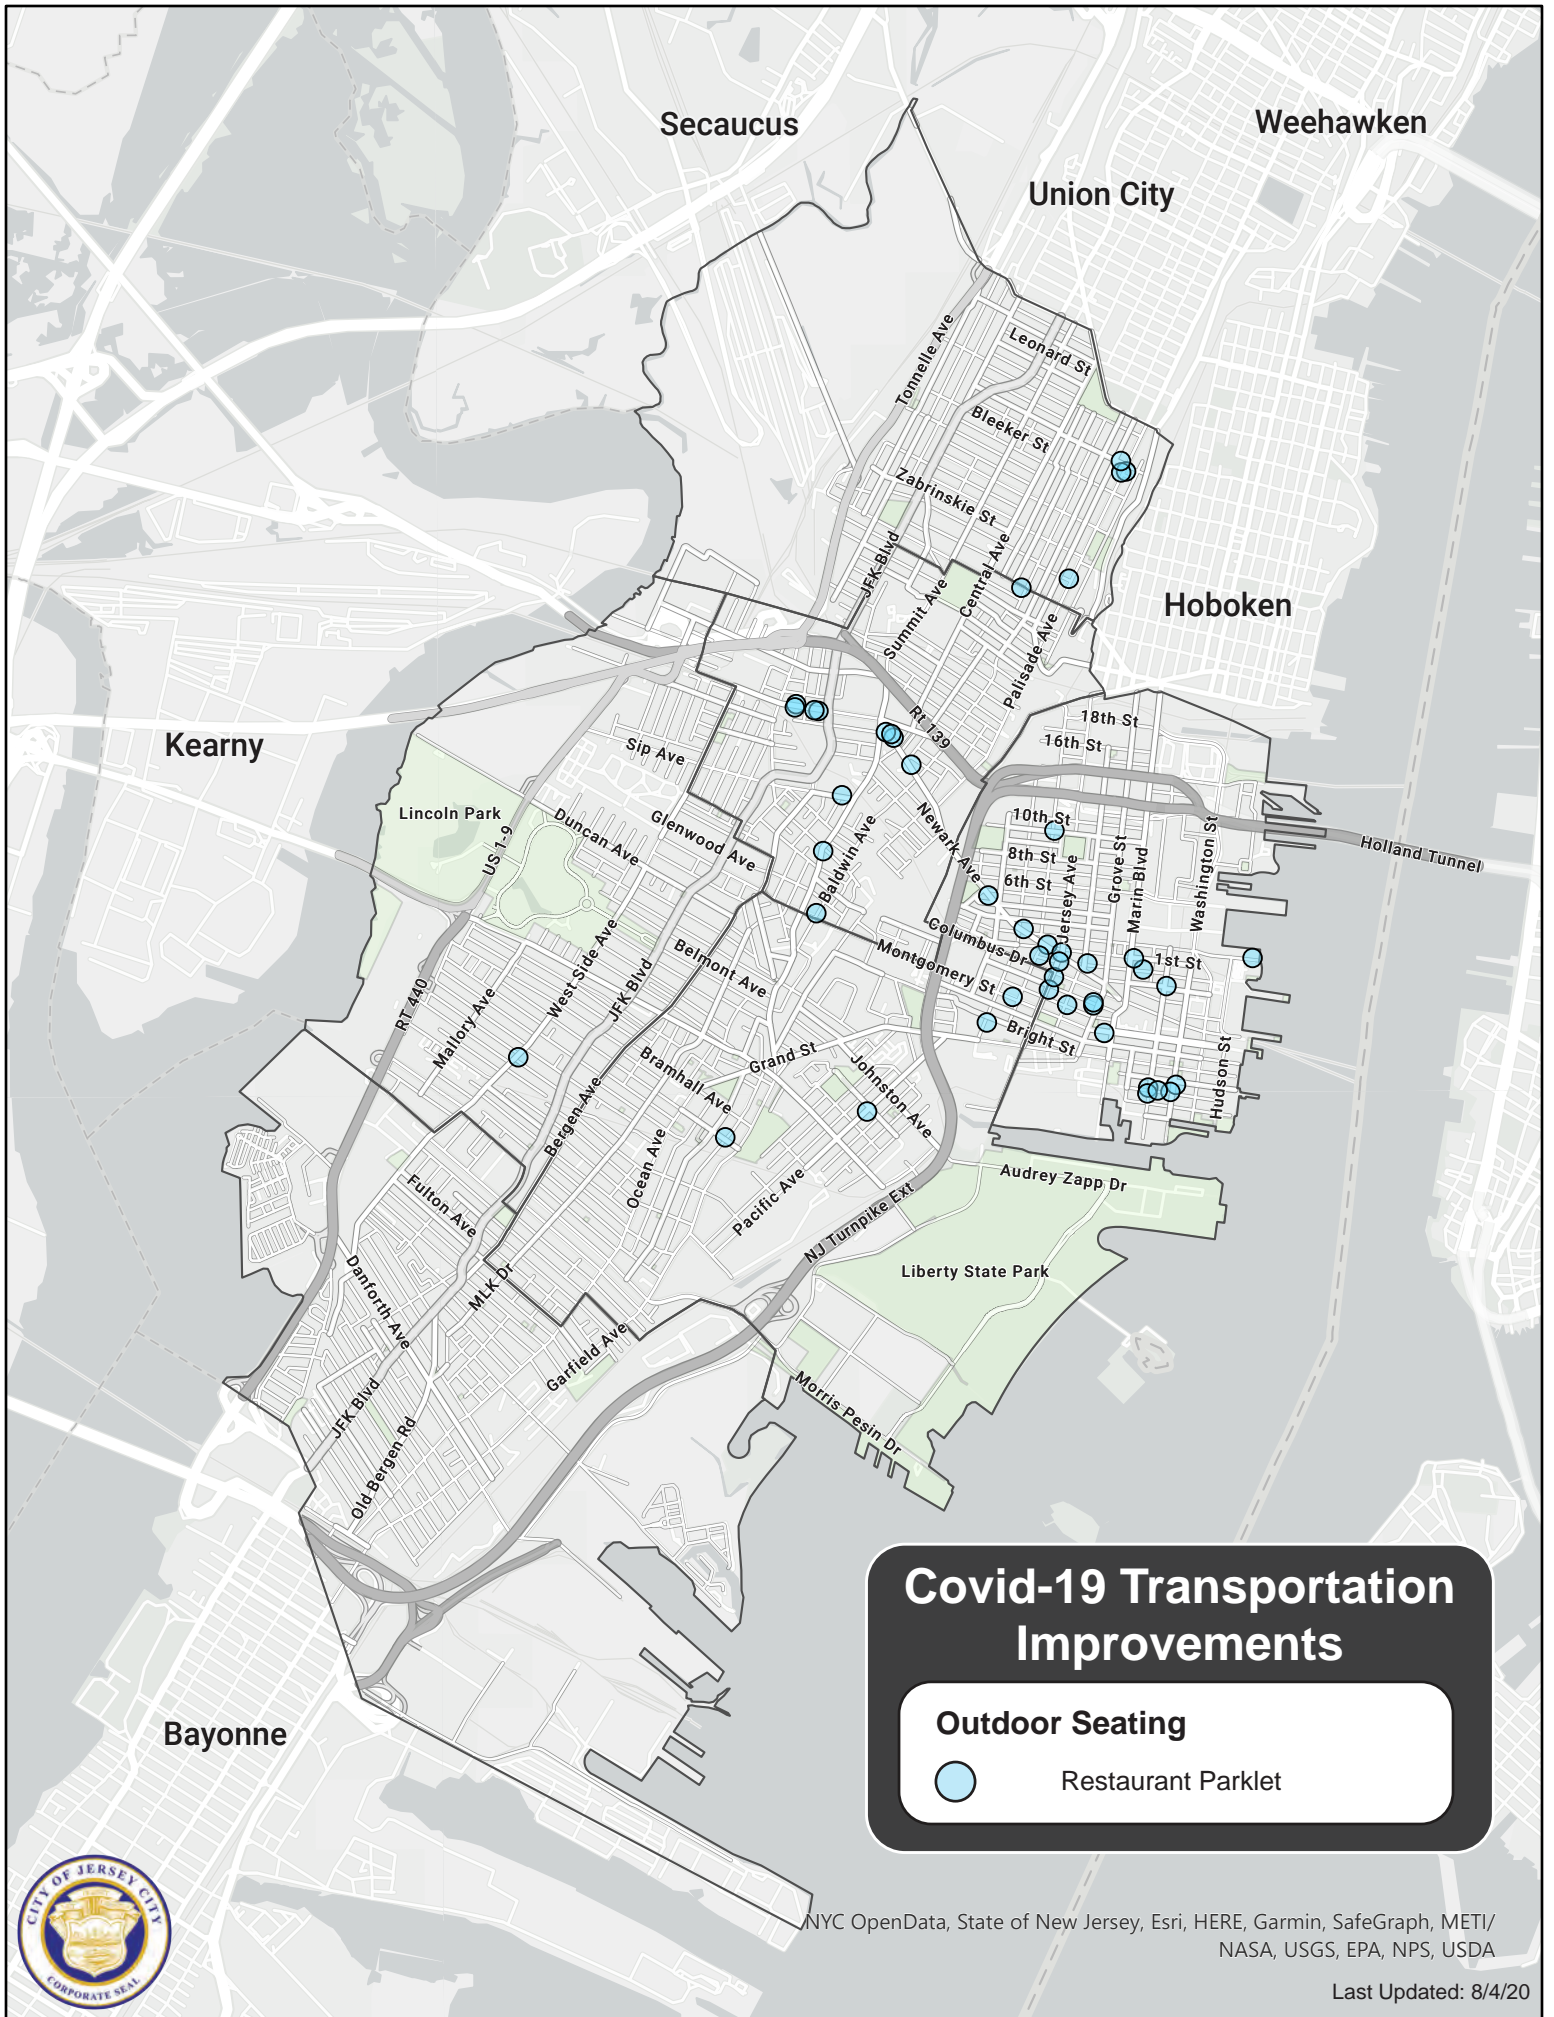 Secaucus
Weehawken
Union City
Leonard St
Tonnelle Ave
Bleeker St
Zabrinskie St
JFK Blvd
Central Ave
Summit Ave
Hoboken
Palisade Ave
Kearny
Sip Ave
Rt 139
18th St
16th St
Lincoln Park
US 1-9
Duncan Ave
Glenwood Ave
Newark Ave
10th St
8th St
6th St
Baldwin Ave
Jersey Ave
Grove St
Marin Blvd
Washington St
Holland Tunnel
West Side Ave
Belmont Ave
Columbus Dr
Montgomery St
1st St
RT 440
Mallory Ave
JFK Blvd
Bright St
Hudson St
Grand St
Bramhall Ave
Johnston Ave
Bergen Ave
Ocean Ave
Pacific Ave
Audrey Zapp Dr
Fulton Ave
NJ Turnpike Ext
Liberty State Park
Danforth Ave
MLK Dr
Garfield Ave
JFK Blvd
Old Bergen Rd
Morris Pesin Dr
Bayonne
Covid-19 Transportation
Improvements
Outdoor Seating
Restaurant Parklet
CITY OF JERSEY CITY
CORPORATE SEAL
NYC OpenData, State of New Jersey, Esri, HERE, Garmin, SafeGraph, METI/
NASA, USGS, EPA, NPS, USDA
Last Updated: 8/4/20